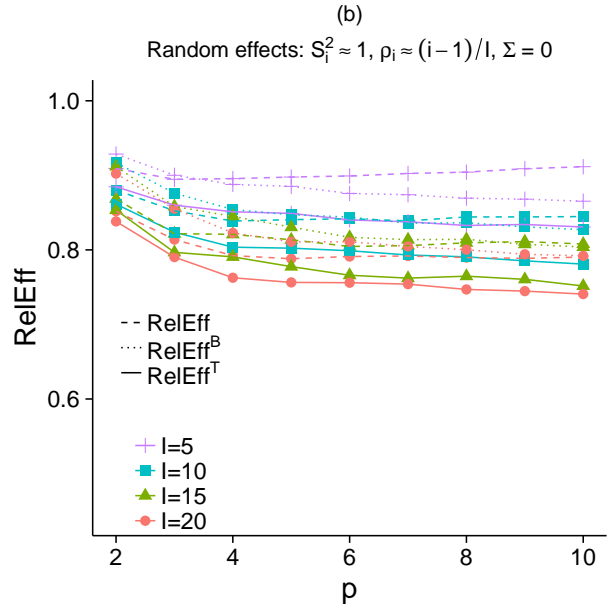 (b)
Random effects: S_i^2 ≈ 1, ρ_i ≈ (i − 1)/I, Σ = 0
RelEff
1.0
0.8
0.6
RelEff
RelEff^B
RelEff^T
I=5
I=10
I=15
I=20
2 4 6 8 10
p